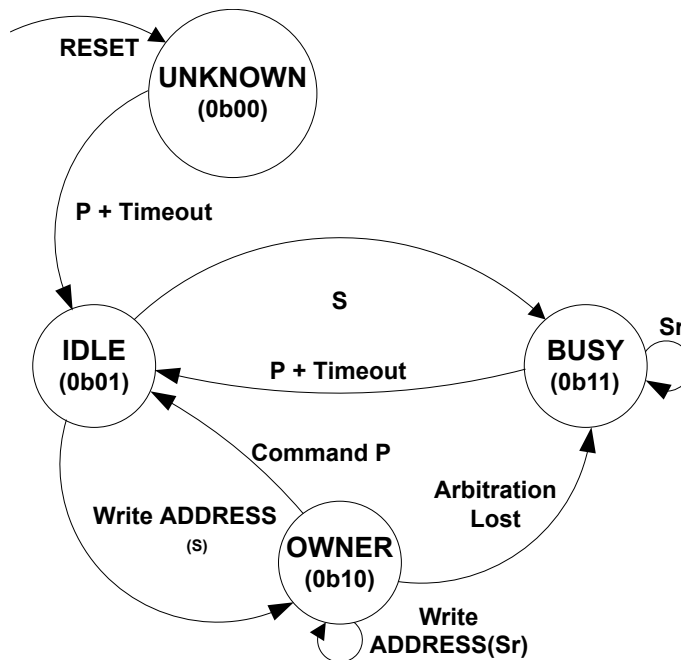 RESET
UNKNOWN
(0b00)
P + Timeout
S
Sr
IDLE
(0b01)
BUSY
(0b11)
P + Timeout
Command P
Arbitration
Lost
Write ADDRESS
(S)
OWNER
(0b10)
Write
ADDRESS(Sr)